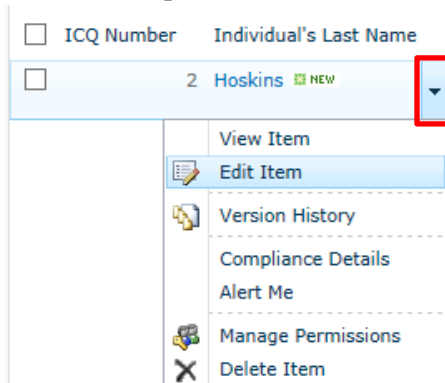 ICQ Number Individual's Last Name
2 Hoskins NEW
View Item
Edit Item
Version History
Compliance Details
Alert Me
Manage Permissions
Delete Item